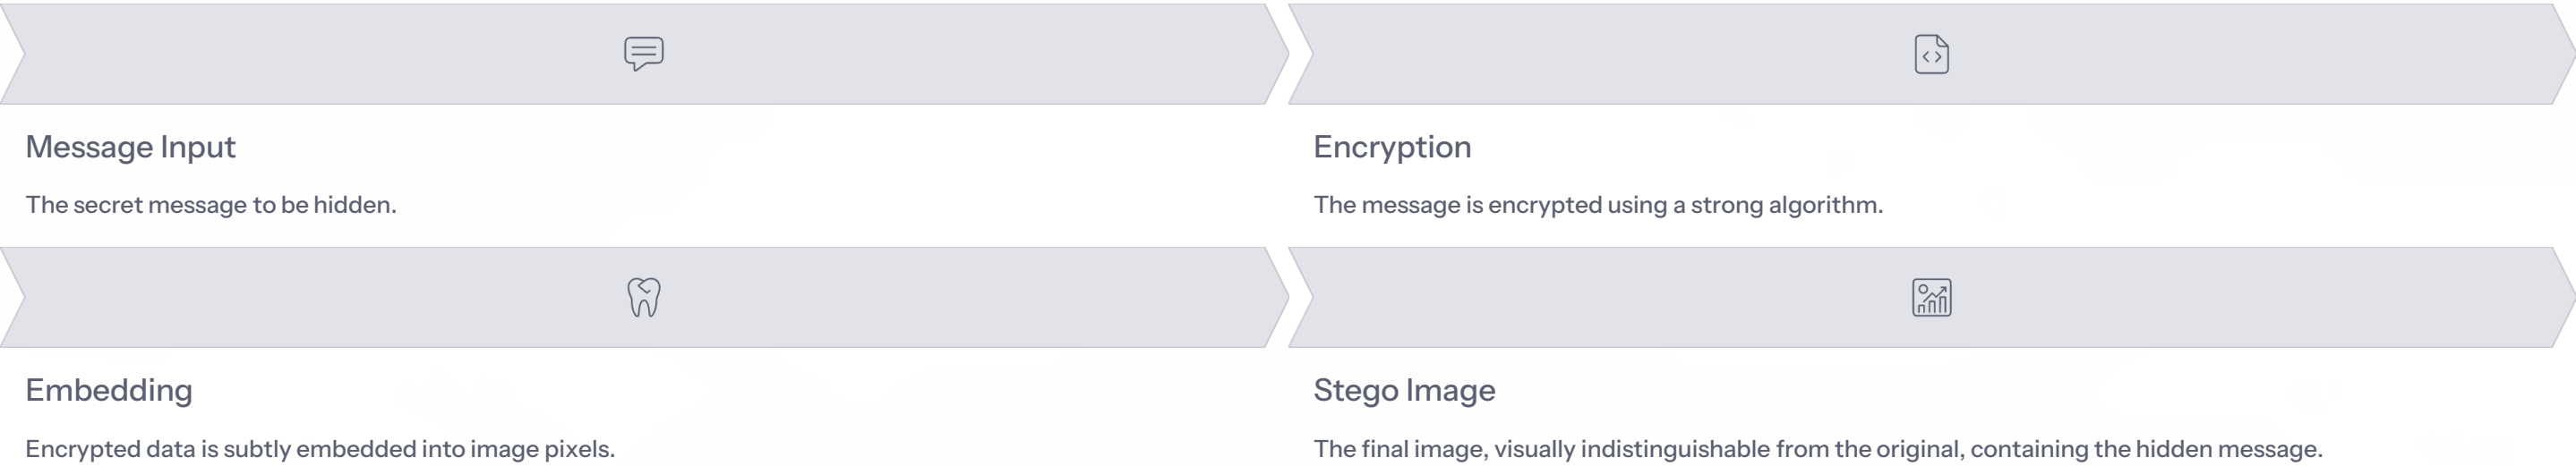 Message Input
The secret message to be hidden.
Encryption
The message is encrypted using a strong algorithm.
Embedding
Encrypted data is subtly embedded into image pixels.
Stego Image
The final image, visually indistinguishable from the original, containing the hidden message.